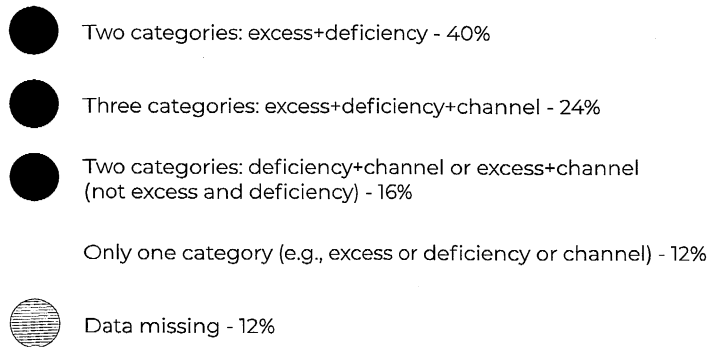 Two categories: excess+deficiency - 40%
Three categories: excess+deficiency+channel - 24%
Two categories: deficiency+channel or excess+channel
(not excess and deficiency) - 16%
Only one category (e.g., excess or deficiency or channel) - 12%
Data missing - 12%